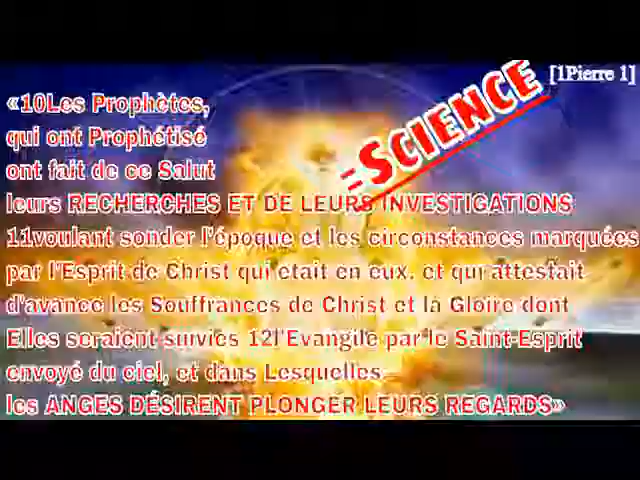 [1Pierre 1]
=SCIENCE
«10Les Prophètes,
qui ont Prophétisé
ont fait de ce Salut
leurs RECHERCHES ET DE LEURS INVESTIGATIONS
11voulant sonder l'époque et les circonstances marquées
par l'Esprit de Christ qui etait en eux, et qui attestait
d'avance les Souffrances de Christ et la Gloire dont
Elles seraient suivies 12l'Evangile par le Saint-Esprit
envoyé du ciel, et dans Lesquelles
les ANGES DÉSIRENT PLONGER LEURS REGARDS»